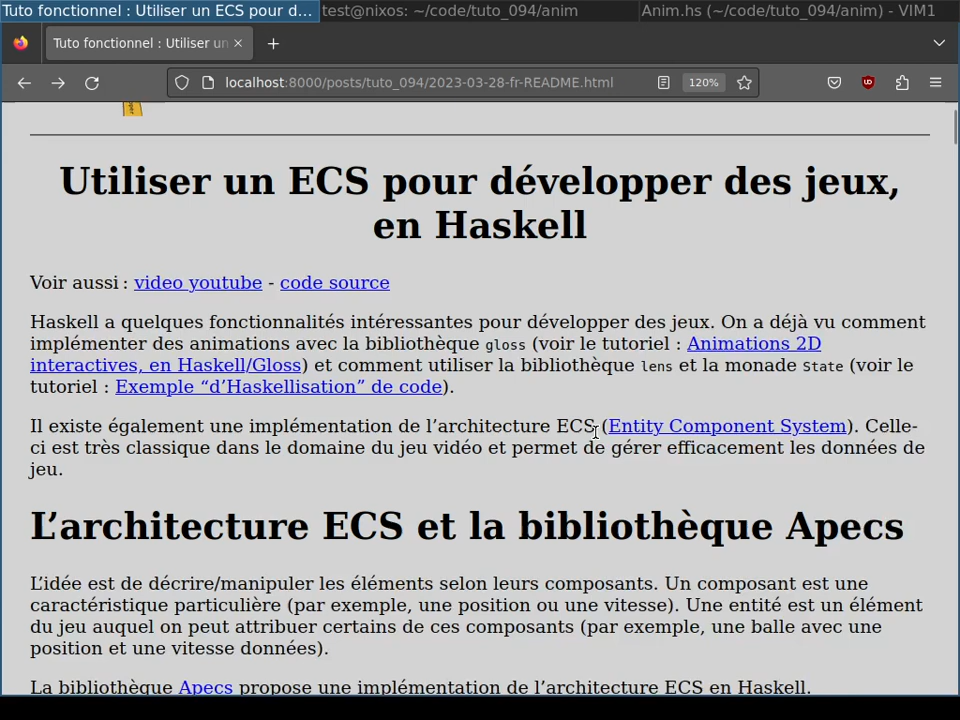 Tuto fonctionnel : Utiliser un ECS pour d... test@nixos: ~/code/tuto_094/anim Anim.hs (~/code/tuto_094/anim) - VIM1
Tuto fonctionnel : Utiliser un
localhost:8000/posts/tuto_094/2023-03-28-fr-README.html 120%
Utiliser un ECS pour développer des jeux,
en Haskell
Voir aussi : video youtube - code source
Haskell a quelques fonctionnalités intéressantes pour développer des jeux. On a déjà vu comment
implémenter des animations avec la bibliothèque gloss (voir le tutoriel : Animations 2D
interactives, en Haskell/Gloss) et comment utiliser la bibliothèque lens et la monade State (voir le
tutoriel : Exemple “d’Haskellisation” de code).
Il existe également une implémentation de l’architecture ECS (Entity Component System). Celle-
ci est très classique dans le domaine du jeu vidéo et permet de gérer efficacement les données de
jeu.
L’architecture ECS et la bibliothèque Apecs
L’idée est de décrire/manipuler les éléments selon leurs composants. Un composant est une
caractéristique particulière (par exemple, une position ou une vitesse). Une entité est un élément
du jeu auquel on peut attribuer certains de ces composants (par exemple, une balle avec une
position et une vitesse données).
La bibliothèque Apecs propose une implémentation de l’architecture ECS en Haskell.